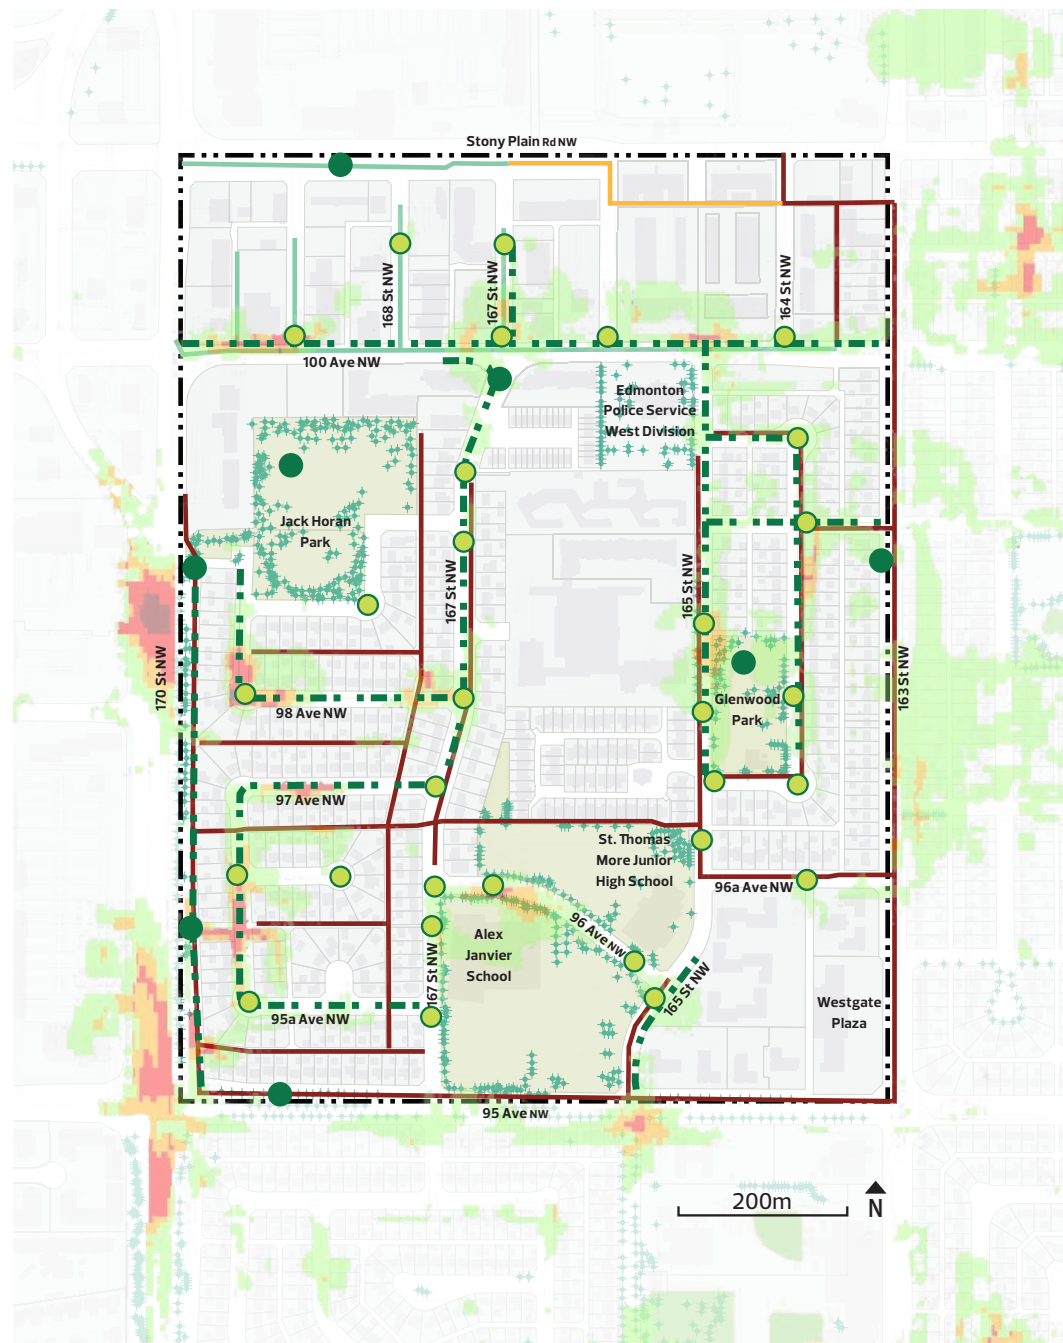 Stony Plain Rd NW
168 St NW
167 St NW
164 St NW
100 Ave NW
Edmonton
Police Service
West Division
Jack Horan
Park
167 St NW
165 St NW
170 St NW
163 St NW
Glenwood
Park
98 Ave NW
97 Ave NW
St. Thomas
More Junior
High School
96a Ave NW
96 Ave NW
Alex
Janvier
School
167 St NW
165 St NW
95a Ave NW
Westgate
Plaza
95 Ave NW
200m
N